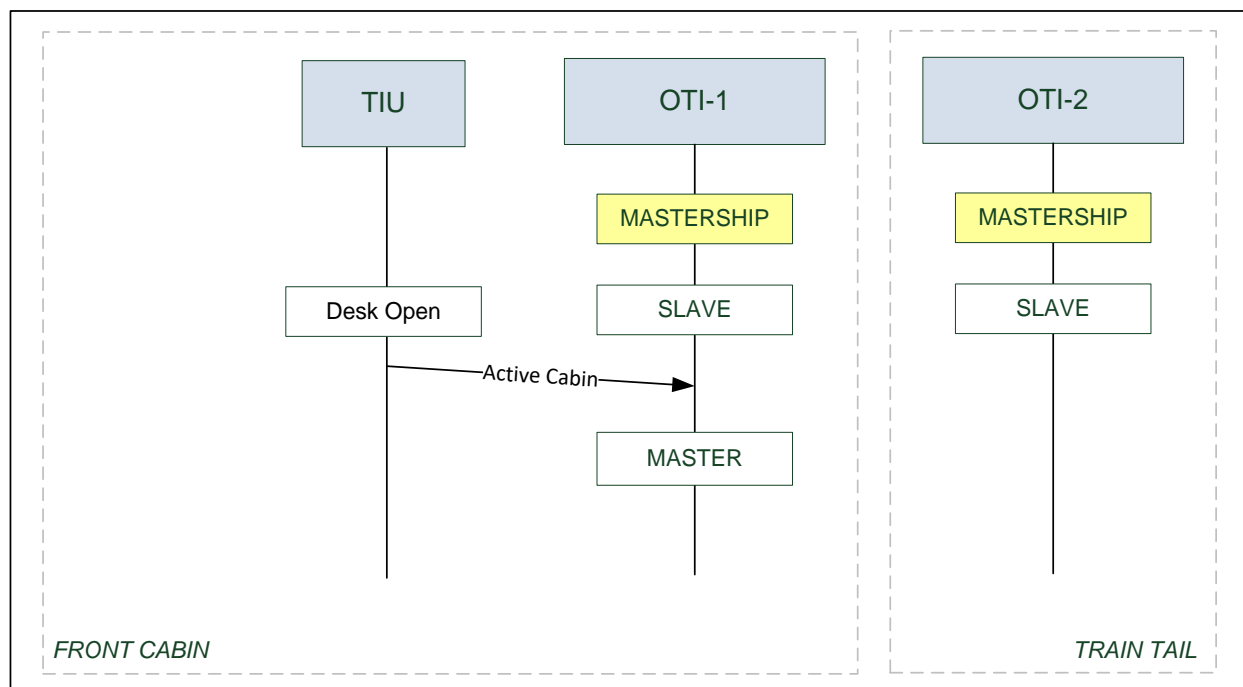 TIU
OTI-1
OTI-2
MASTERSHIP
MASTERSHIP
Desk Open
SLAVE
SLAVE
Active Cabin
MASTER
FRONT CABIN
TRAIN TAIL